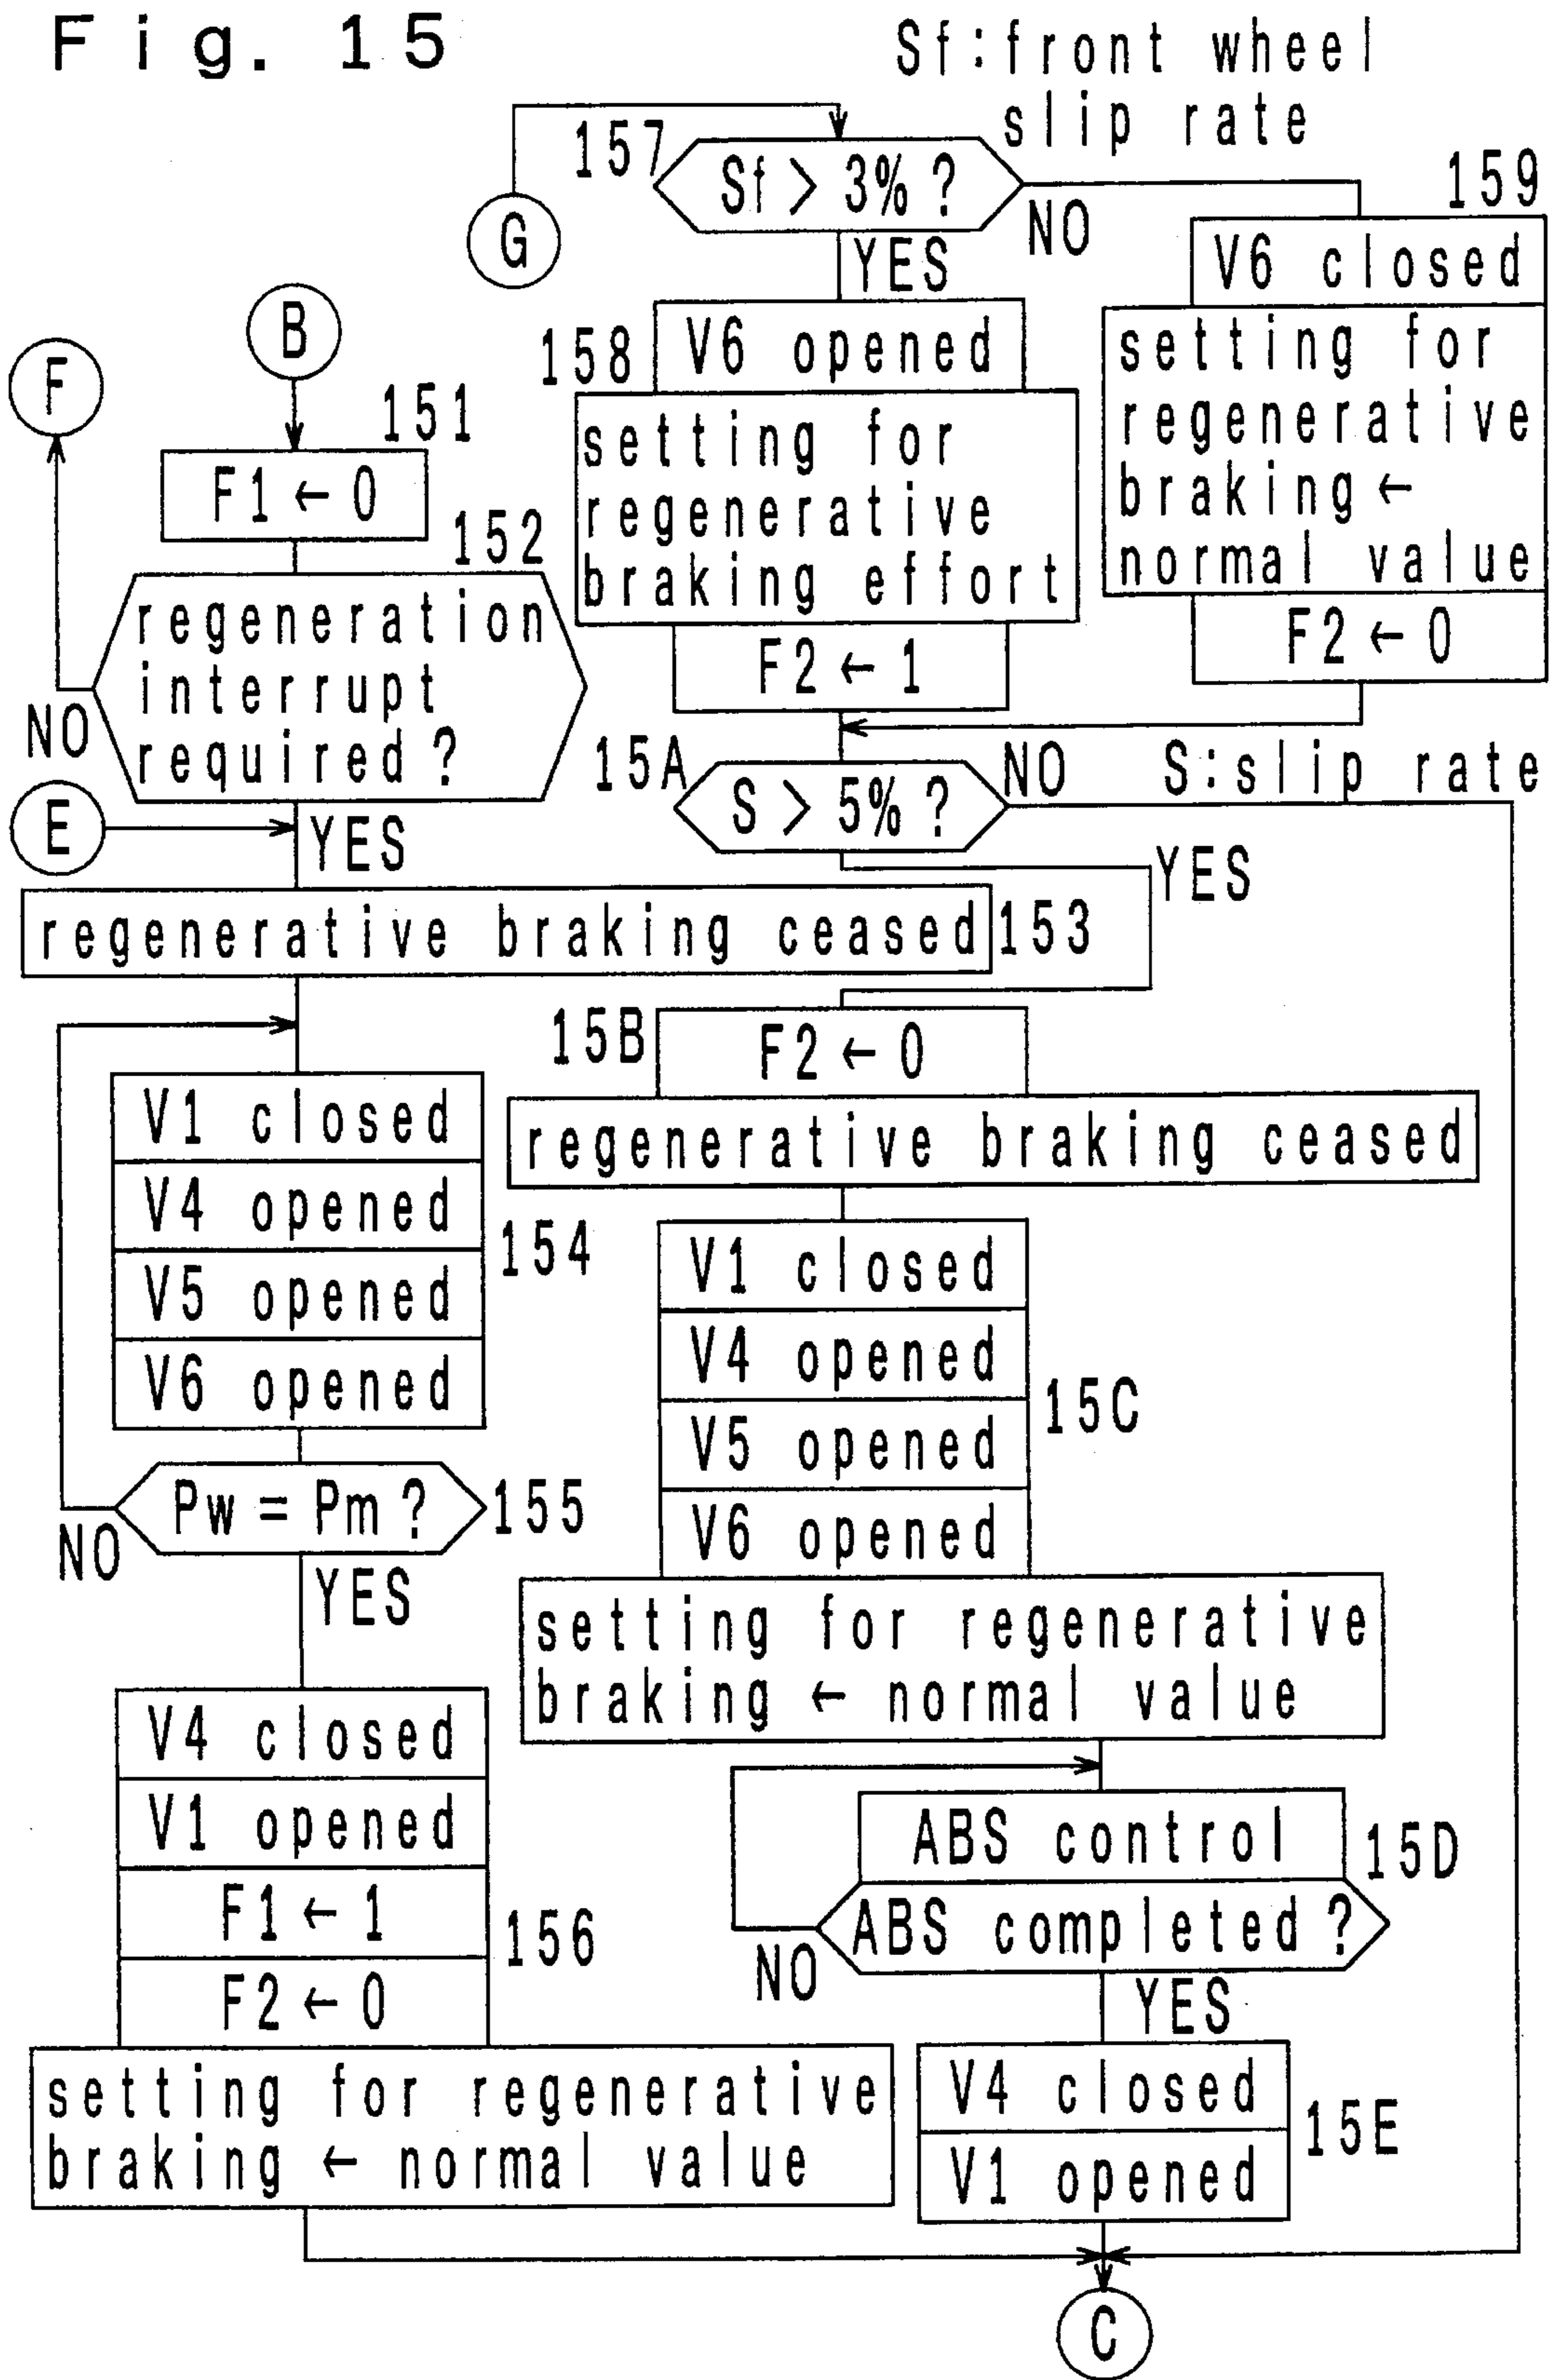 Fig. 15
Sf:front wheel
slip rate
157
Sf > 3% ?
NO
YES
G
159
V6 closed
setting for
regenerative
braking ←
normal value
F2 ← 0
158
V6 opened
setting for
regenerative
braking effort
F2 ← 1
B
F
151
F1 ← 0
152
regeneration
interrupt
required ?
NO
YES
E
15A
S > 5% ?
NO
S:slip rate
YES
regenerative braking ceased
153
V1 closed
V4 opened
V5 opened
V6 opened
154
Pw = Pm ?
155
NO
YES
V4 closed
V1 opened
F1 ← 1
F2 ← 0
156
setting for regenerative
braking ← normal value
15B
F2 ← 0
regenerative braking ceased
V1 closed
V4 opened
V5 opened
V6 opened
15C
setting for regenerative
braking ← normal value
ABS control
15D
ABS completed ?
NO
YES
V4 closed
V1 opened
15E
C